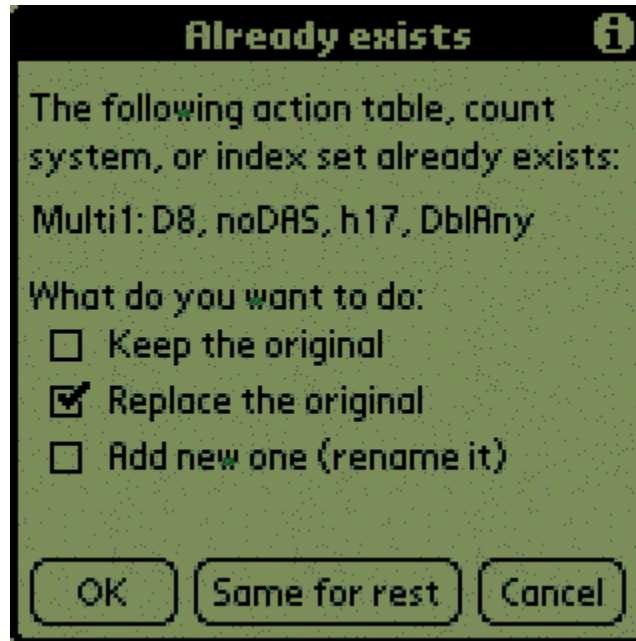 Already exists
The following action table, count
system, or index set already exists:
Multi1: D8, noDAS, h17, DblAny
What do you want to do:
Keep the original
Replace the original
Add new one (rename it)
OK Same for rest Cancel